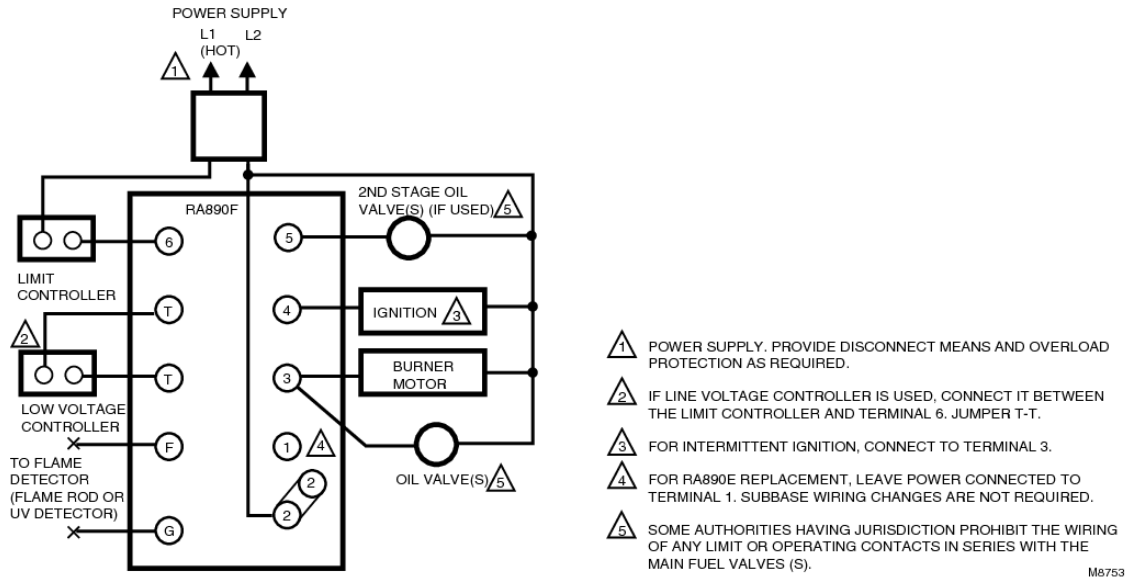 POWER SUPPLY
L1
(HOT)
L2
1
RA890F
2ND STAGE OIL
VALVE(S) (IF USED) 5
6
5
LIMIT
CONTROLLER
T
4
IGNITION 3
2
T
3
BURNER
MOTOR
LOW VOLTAGE
CONTROLLER
F
1
4
TO FLAME
DETECTOR
(FLAME ROD OR
UV DETECTOR)
OIL VALVE(S) 5
2
2
G
1 POWER SUPPLY. PROVIDE DISCONNECT MEANS AND OVERLOAD
PROTECTION AS REQUIRED.
2 IF LINE VOLTAGE CONTROLLER IS USED, CONNECT IT BETWEEN
THE LIMIT CONTROLLER AND TERMINAL 6. JUMPER T-T.
3 FOR INTERMITTENT IGNITION, CONNECT TO TERMINAL 3.
4 FOR RA890E REPLACEMENT, LEAVE POWER CONNECTED TO
TERMINAL 1. SUBBASE WIRING CHANGES ARE NOT REQUIRED.
5 SOME AUTHORITIES HAVING JURISDICTION PROHIBIT THE WIRING
OF ANY LIMIT OR OPERATING CONTACTS IN SERIES WITH THE
MAIN FUEL VALVES (S).
M8753